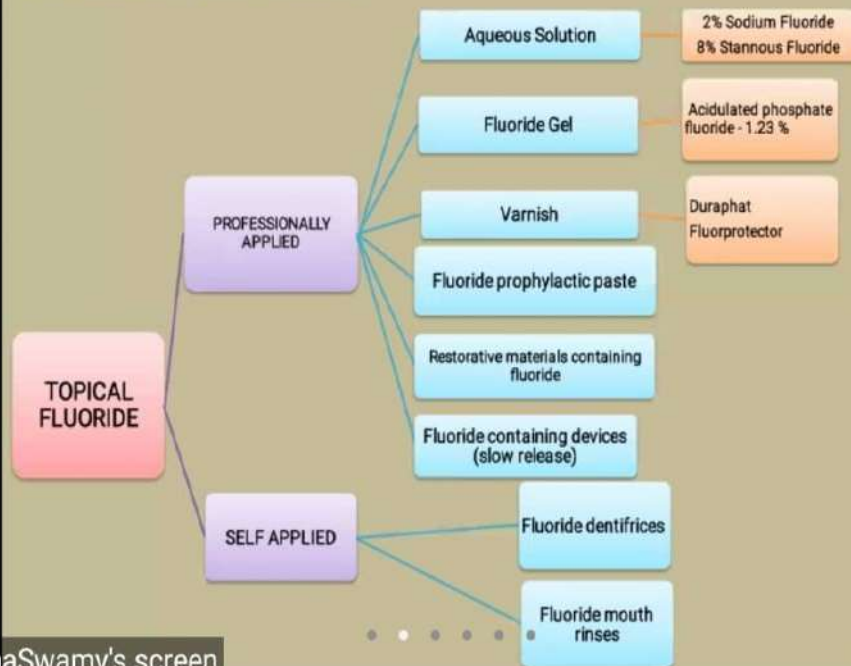 Aqueous Solution
2% Sodium Fluoride
8% Stannous Fluoride
Fluoride Gel
Acidulated phosphate
fluoride - 1.23 %
PROFESSIONALLY
APPLIED
Varnish
Duraphat
Fluorprotector
Fluoride prophylactic paste
Restorative materials containing
fluoride
Fluoride containing devices
(slow release)
TOPICAL
FLUORIDE
SELF APPLIED
Fluoride dentifrices
Fluoride mouth
rinses
aSwamy's screen